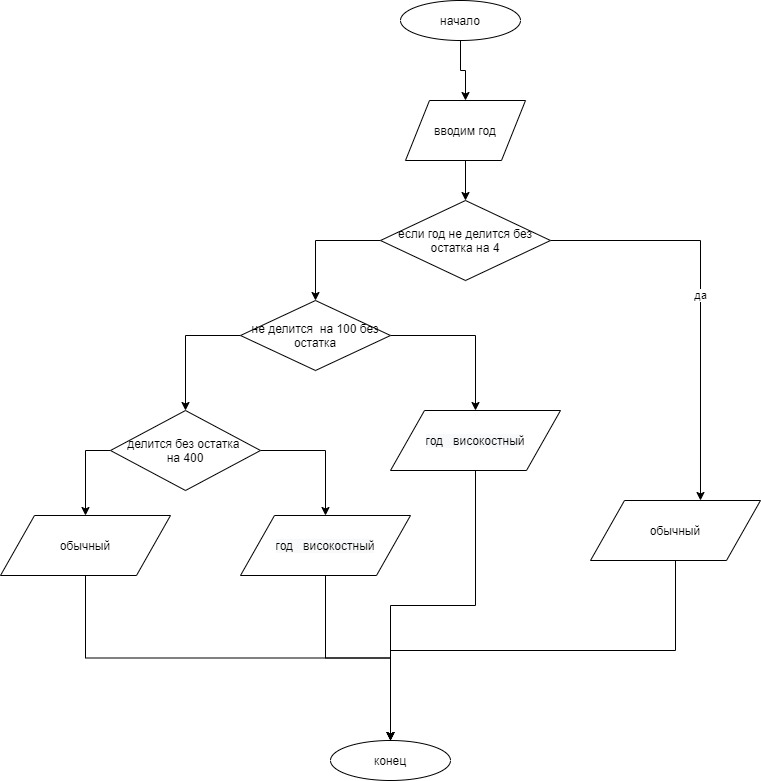 начало
вводим год
если год не делится без
остатка на 4
да
не делится на 100 без
остатка
делится без остатка
на 400
год високостный
обычный
год високостный
обычный
конец